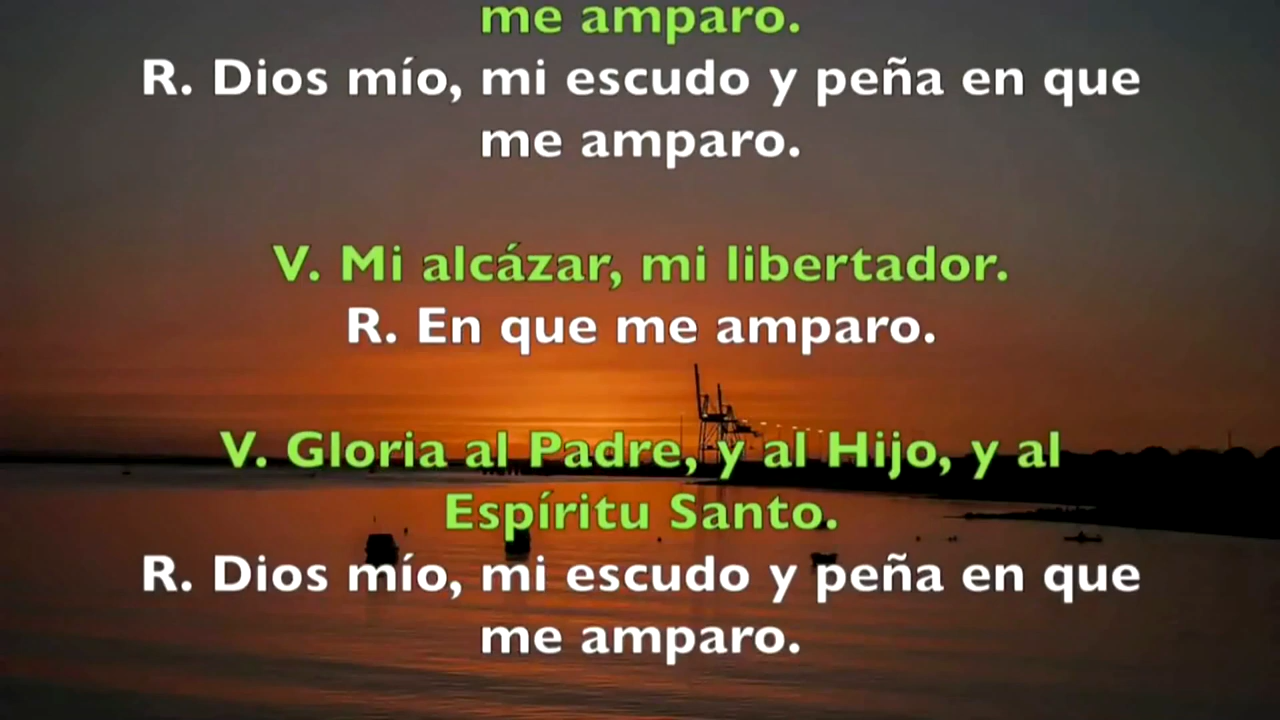 me amparo.
R. Dios mío, mi escudo y peña en que
me amparo.
V. Mi alcázar, mi libertador.
R. En que me amparo.
V. Gloria al Padre, y al Hijo, y al
Espíritu Santo.
R. Dios mío, mi escudo y peña en que
me amparo.